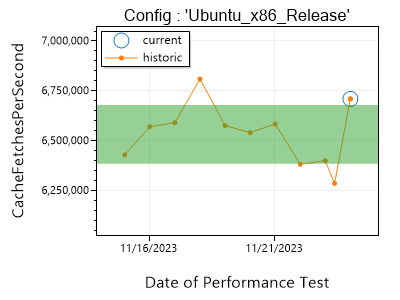 Config : 'Ubuntu_x86_Release'
current
historic
CacheFetchesPerSecond
7,000,000
6,750,000
6,500,000
6,250,000
11/16/2023
11/21/2023
Date of Performance Test